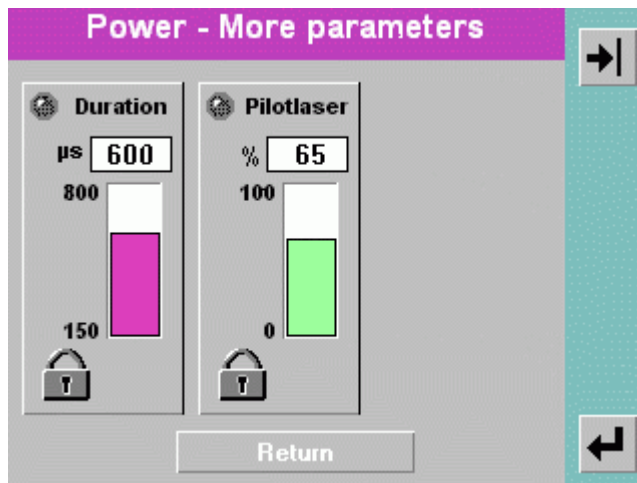 Power - More parameters
Duration
µs 600
800
150
Pilotlaser
% 65
100
0
Return